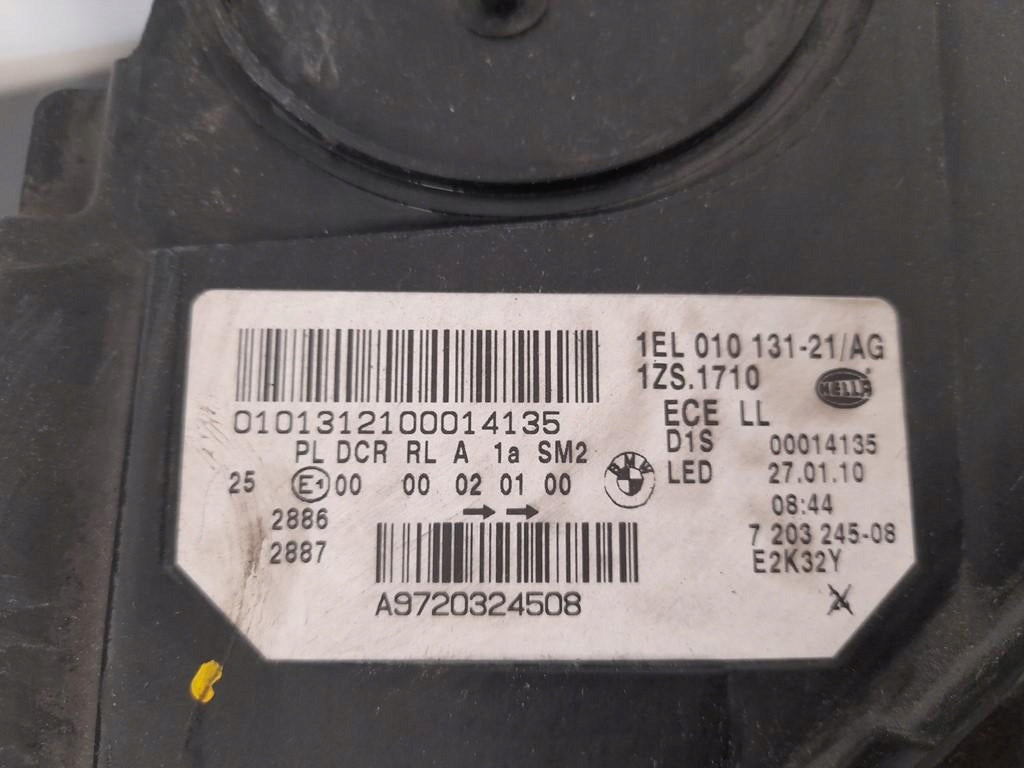 1EL 010 131-21/AG
1ZS.1710
HELLA
ECE LL
0101312100014135
D1S 00014135
PL DCR RL A 1a SM2
BMW
LED 27.01.10
25 E1 00 00 02 01 00
08:44
2886 → →
7 203 245-08
2887
E2K32Y
A9720324508